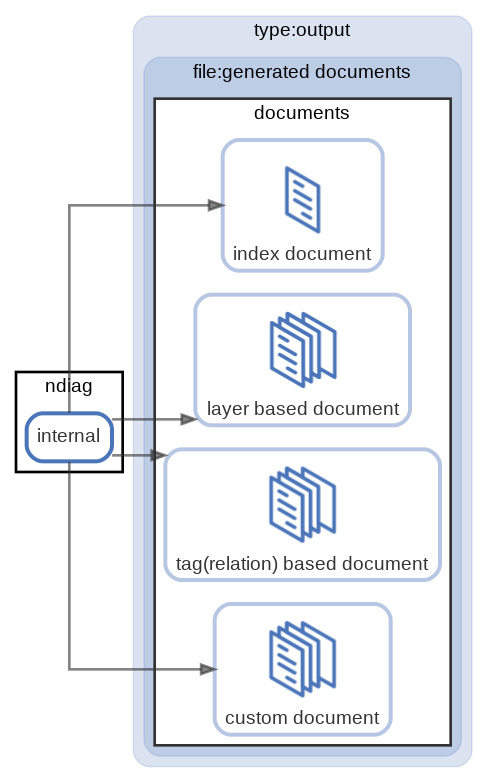 type:output
file:generated documents
documents
index document
layer based document
ndiag
internal
tag(relation) based document
custom document